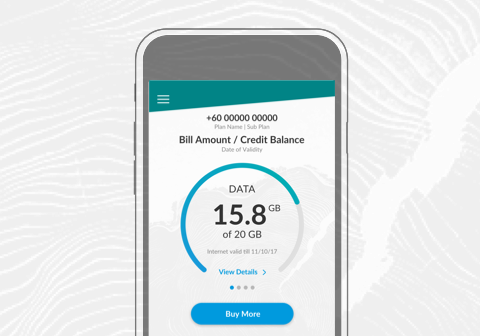 +60 00000 00000
Plan Name | Sub Plan
Bill Amount / Credit Balance
Date of Validity
DATA
15.8 GB
of 20 GB
Internet valid till 11/10/17
View Details >
Buy More